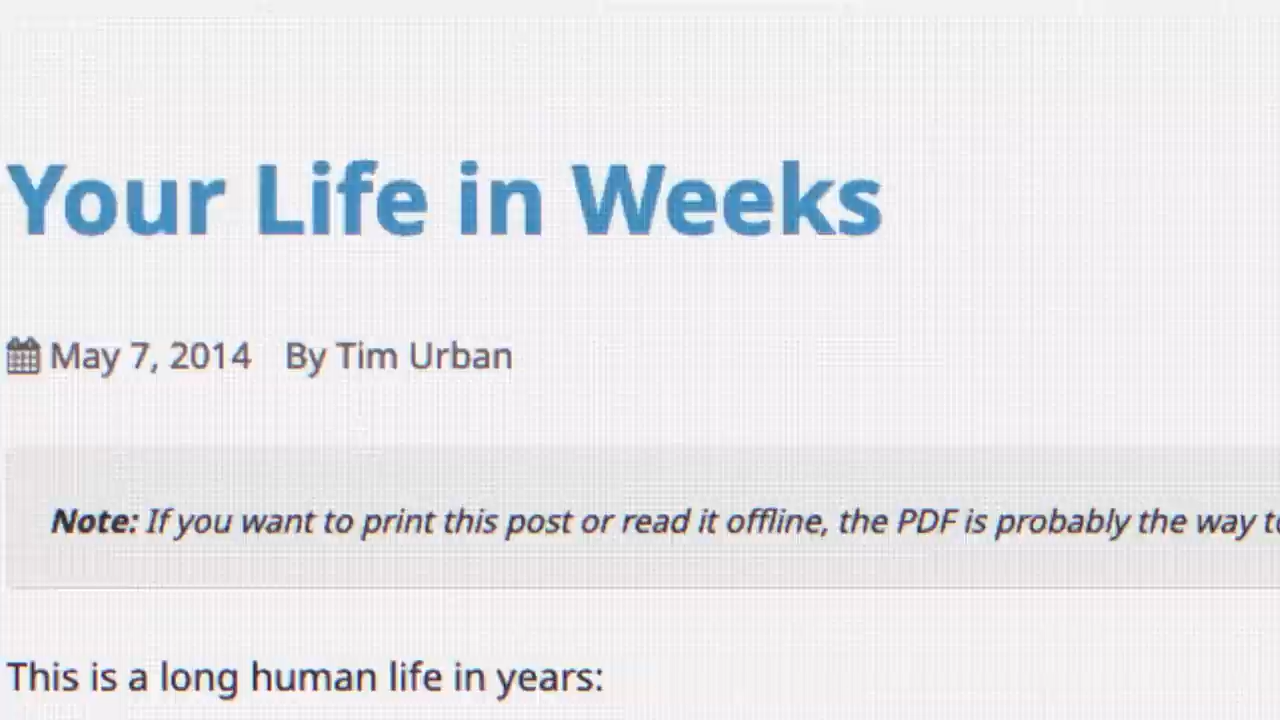 Your Life in Weeks
May 7, 2014 By Tim Urban
Note: If you want to print this post or read it offline, the PDF is probably the way
This is a long human life in years: